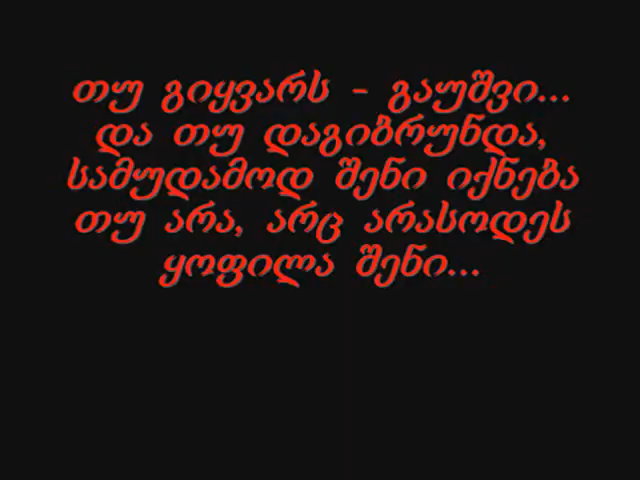 თუ გიყვარს - გაუშვი...
და თუ დაგიბრუნდა,
სამუდამოდ შენი იქნება
თუ არა, არც არასოდეს
ყოფილა შენი...